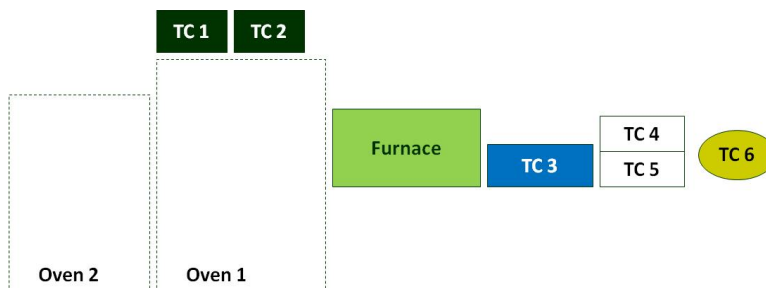 TC 1
TC 2
Furnace
TC 3
TC 4
TC 5
TC 6
Oven 2
Oven 1